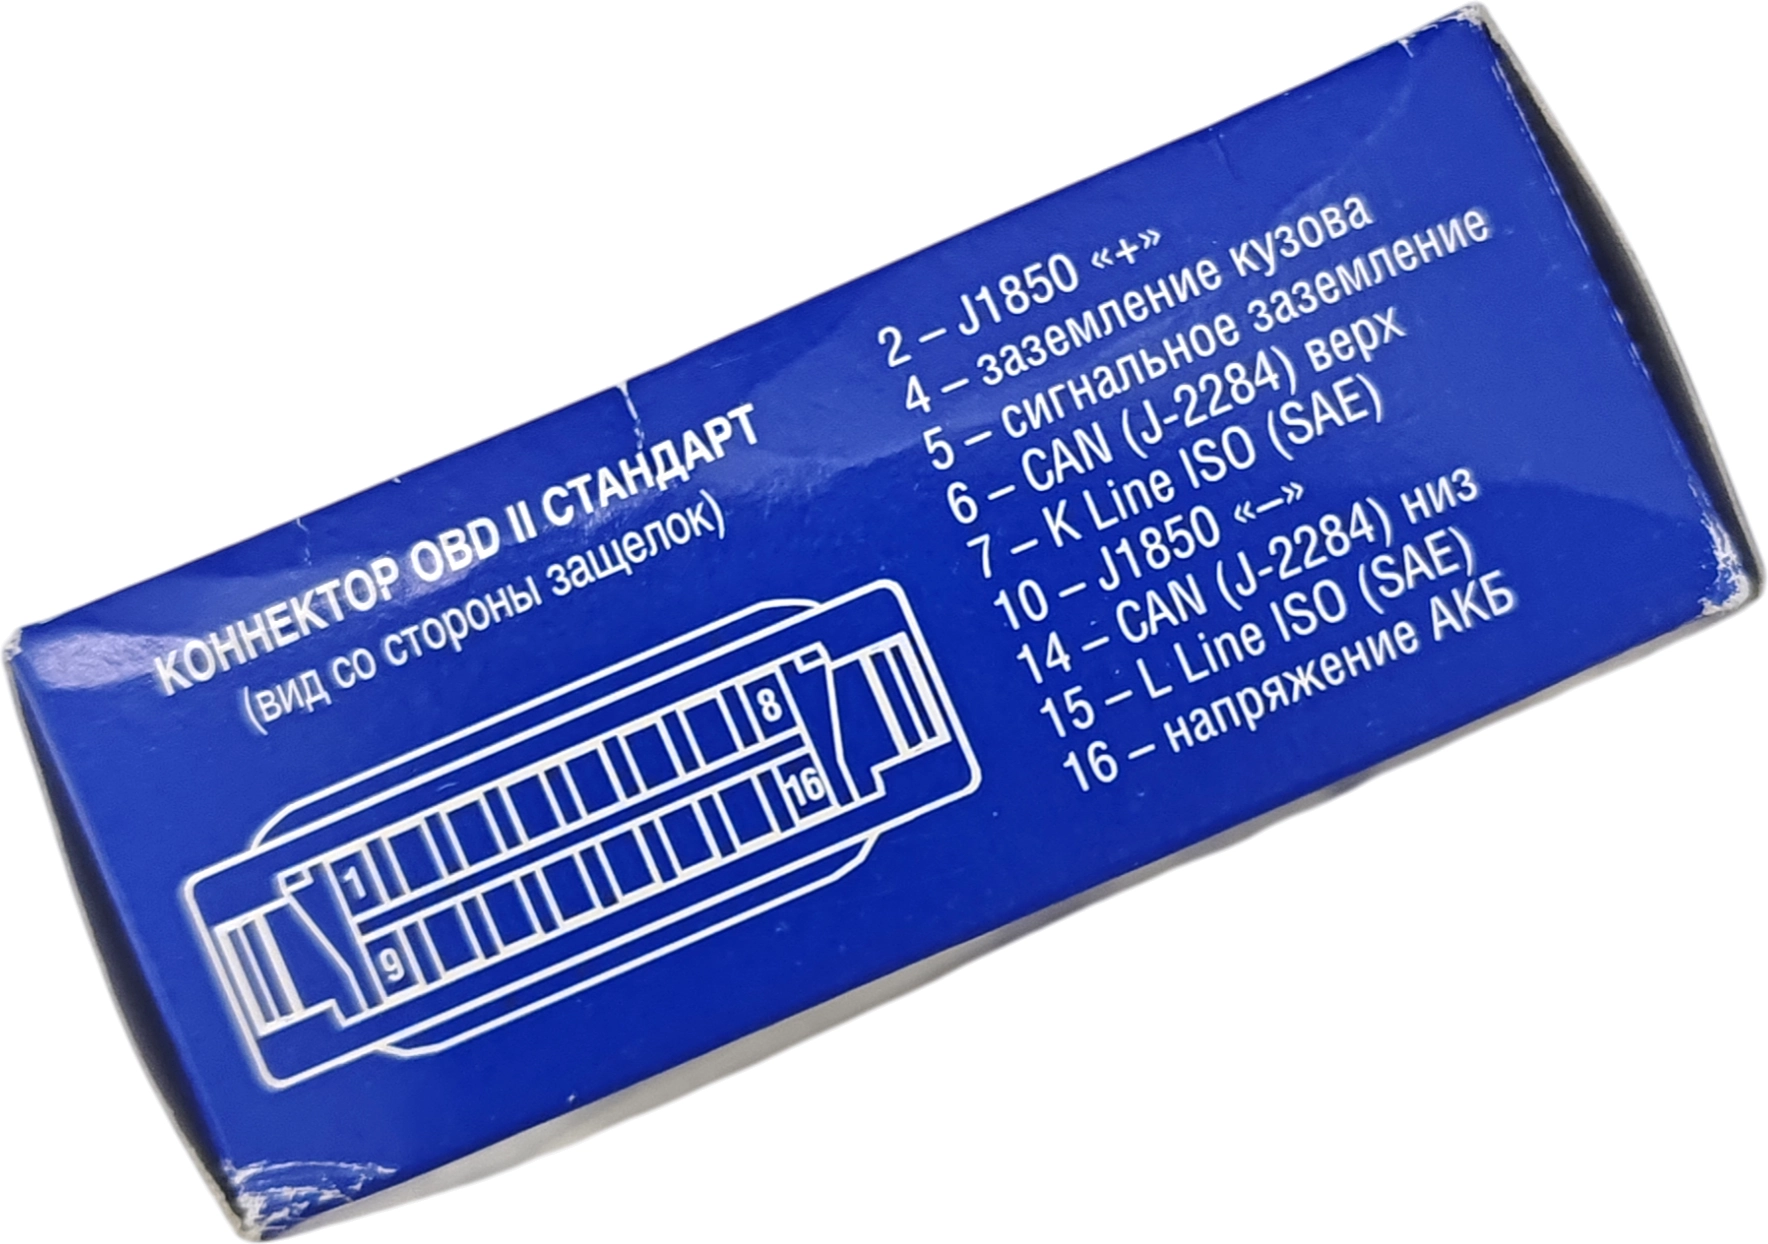 КОННЕКТОР OBD II СТАНДАРТ
(вид со стороны защелок)
1
8
9
16
2 – J1850 «+»
4 – заземление кузова
5 – сигнальное заземление
6 – CAN (J-2284) верх
7 – K Line ISO (SAE)
10 – J1850 «–»
14 – CAN (J-2284) низ
15 – L Line ISO (SAE)
16 – напряжение АКБ